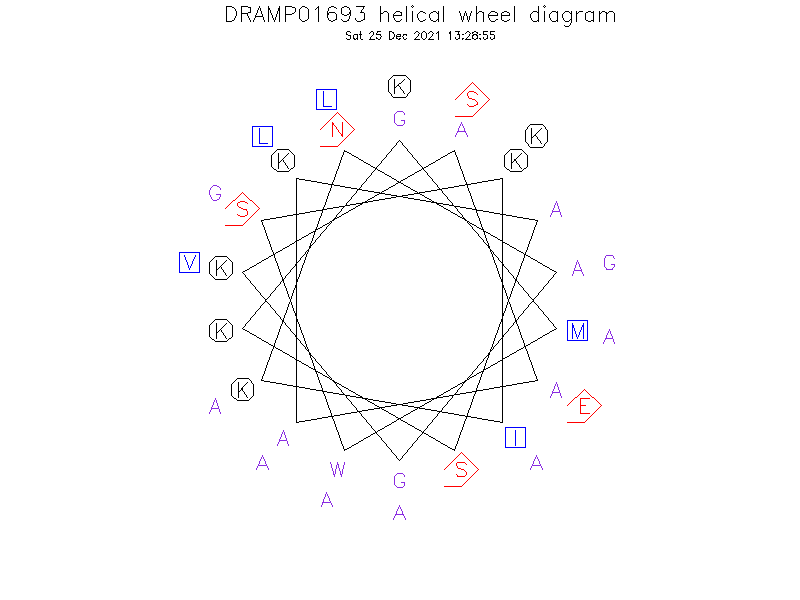 DRAMP01693 helical wheel diagram
Sat 25 Dec 2021 13:28:55
K
L S
G
N A
L K
K K
G S A
V K A G
K M A
K A
A E
A I
A W S A
G
A
A